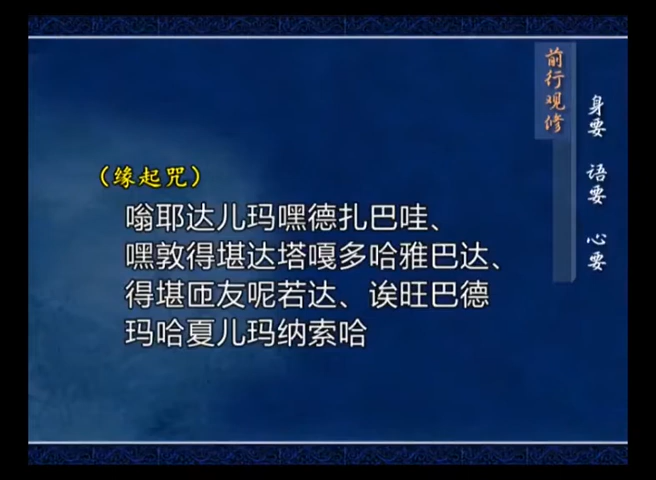 前行观修
身要 语要 心要
（缘起咒）
嗡耶达儿玛嘿德扎巴哇、
嘿敦得堪达塔嘎多哈雅巴达、
得堪匝友呢若达、诶旺巴德
玛哈夏儿玛纳索哈